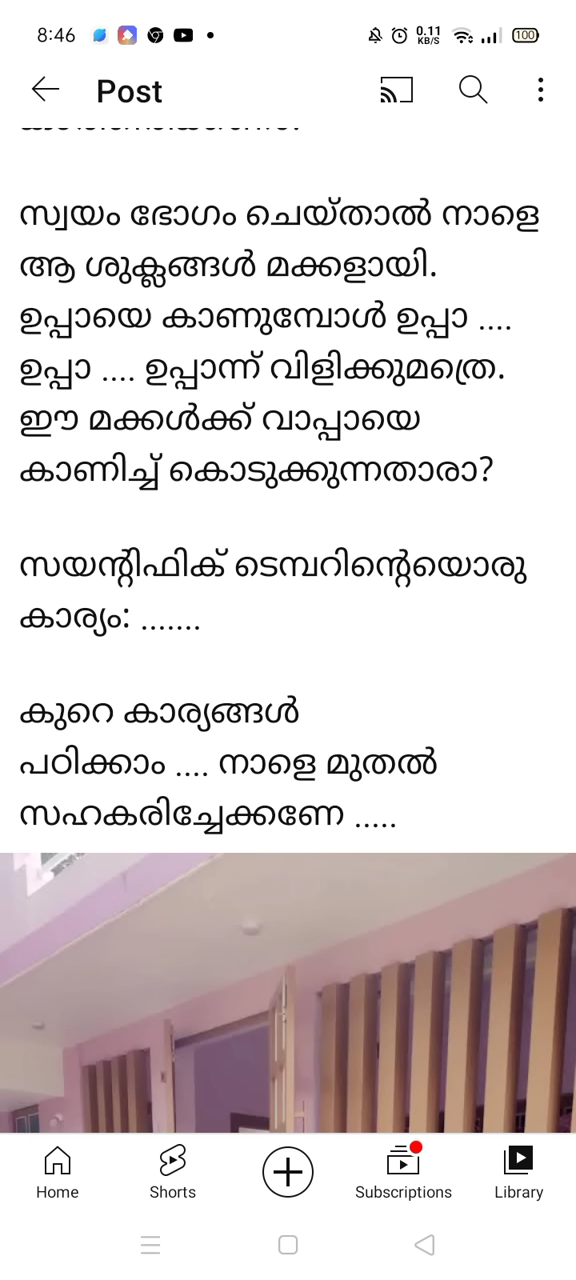 8:46
0.11
KB/S
100
Post
സ്വയം ഭോഗം ചെയ്താൽ നാളെ
ആ ശുക്ലങ്ങൾ മക്കളായി.
ഉപ്പായെ കാണുമ്പോൾ ഉപ്പാ ....
ഉപ്പാ .... ഉപ്പാന്ന് വിളിക്കുമത്രെ.
ഈ മക്കൾക്ക് വാപ്പായെ
കാണിച്ച് കൊടുക്കുന്നതാരാ?
സയന്റിഫിക് ടെമ്പറിന്റെയൊരു
കാര്യം: .......
കുറെ കാര്യങ്ങൾ
പഠിക്കാം .... നാളെ മുതൽ
സഹകരിച്ചേക്കണേ .....
Home
Shorts
Subscriptions
Library